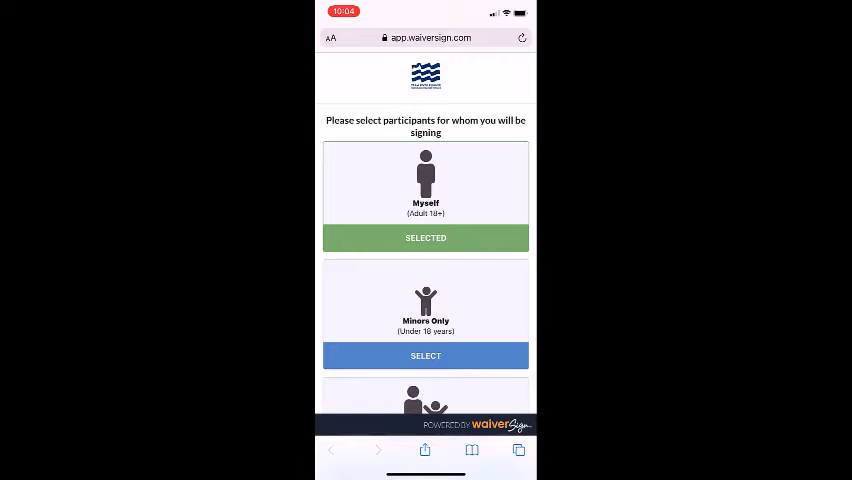 10:04
AA app.waiversign.com
Please select participants for whom you will be
signing
Myself
(Adult 18+)
SELECTED
Minors Only
(Under 18 years)
SELECT
POWERED BY waiverSign